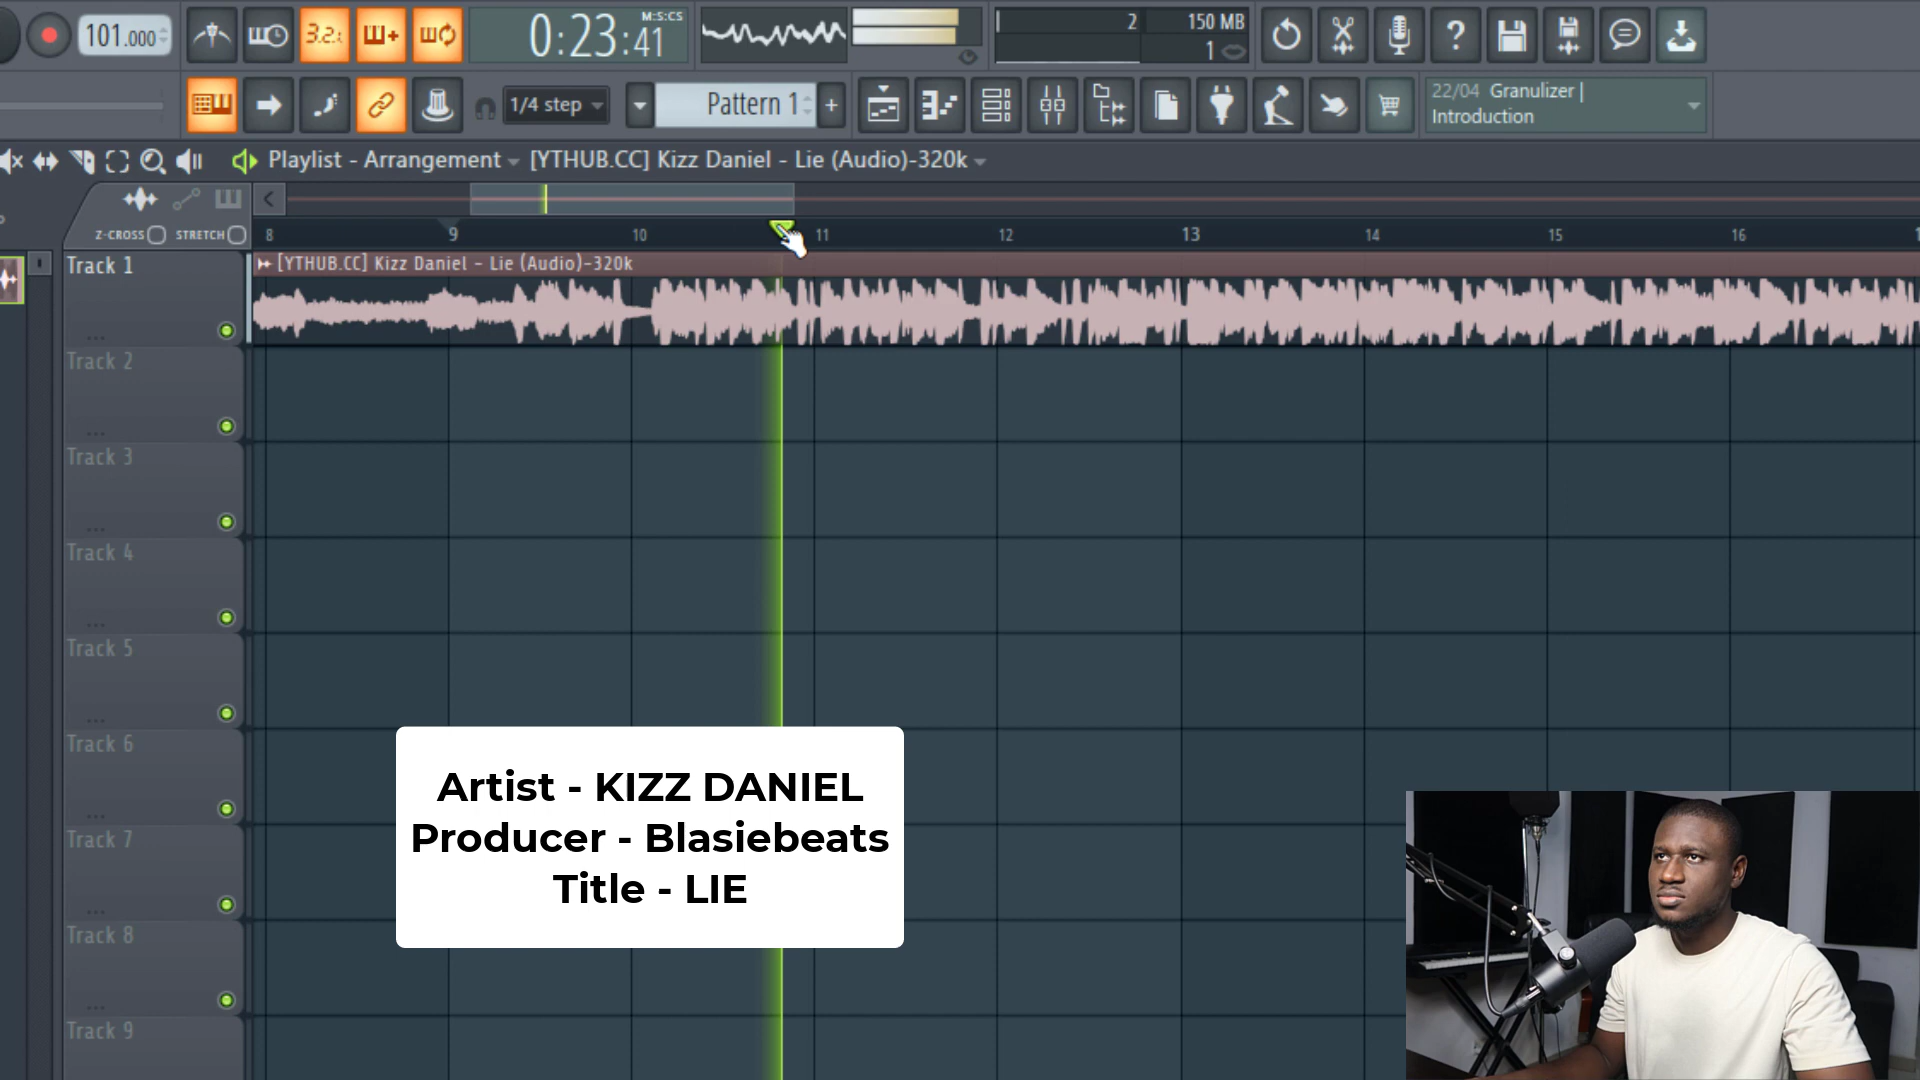 101.000
3.2.1
0:23:41
M:S:CS
2
150 MB
1
1/4 step
Pattern 1
+
22/04 Granulizer |
Introduction
Playlist - Arrangement
[YTHUB.CC] Kizz Daniel - Lie (Audio)-320k
Z-CROSS
STRETCH
8
9
10
11
12
13
14
15
16
Track 1
[YTHUB.CC] Kizz Daniel - Lie (Audio)-320k
Track 2
Track 3
Track 4
Track 5
Track 6
Track 7
Track 8
Track 9
Artist - KIZZ DANIEL
Producer - Blasiebeats
Title - LIE